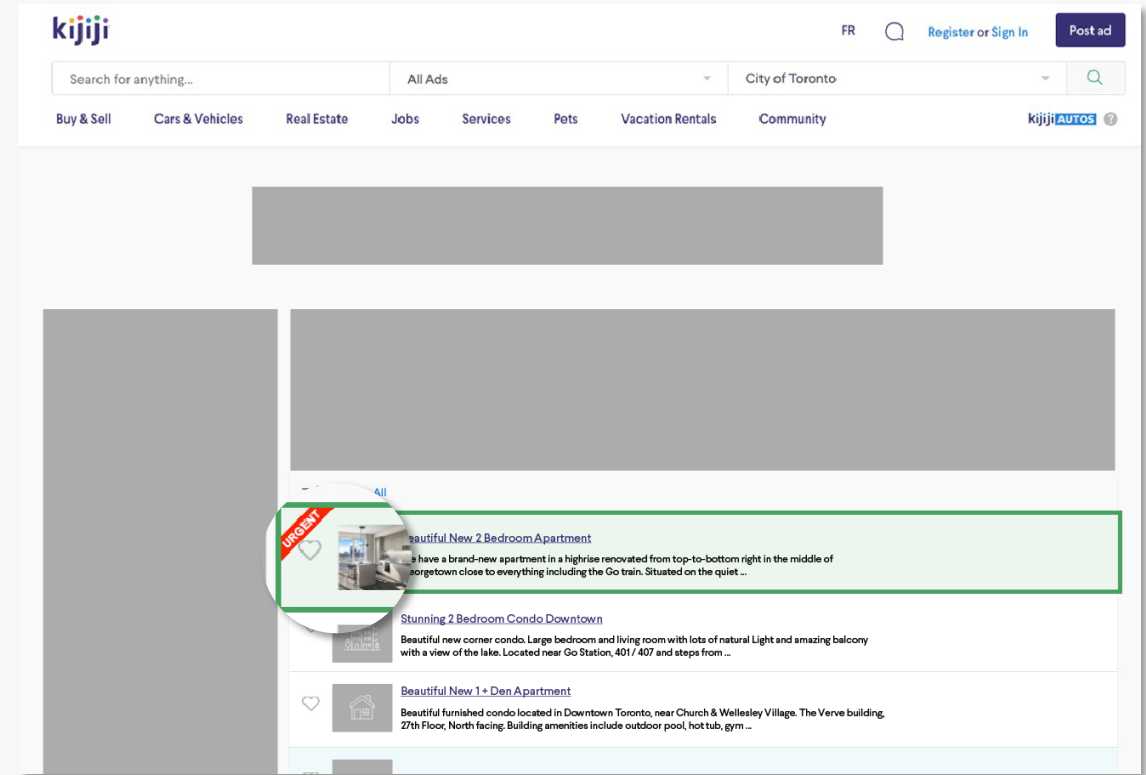 kijiji
FR
Register or Sign In
Post ad
Search for anything...
All Ads
City of Toronto
Buy & Sell
Cars & Vehicles
Real Estate
Jobs
Services
Pets
Vacation Rentals
Community
kijiji AUTOS ?
All
URGENT
eautiful New 2 Bedroom Apartment
e have a brand-new apartment in a highrise renovated from top-to-bottom right in the middle of
eorgetown close to everything including the Go train. Situated on the quiet ...
Stunning 2 Bedroom Condo Downtown
Beautiful new corner condo. Large bedroom and living room with lots of natural Light and amazing balcony
with a view of the lake. Located near Go Station, 401 / 407 and steps from ...
Beautiful New 1 + Den Apartment
Beautiful furnished condo located in Downtown Toronto, near Church & Wellesley Village. The Verve building,
27th Floor, North facing. Building amenities include outdoor pool, hot tub, gym ...